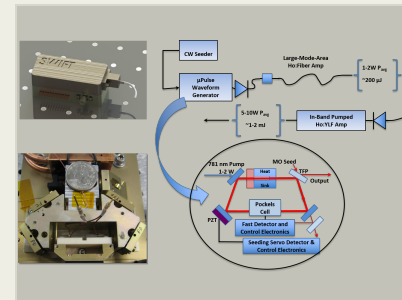 SWIFT
CW Seeder
µPulse
Waveform
Generator
Large-Mode-Area
Ho:Fiber Amp
1-2W Pavg
~200 µJ
5-10W Pavg
~1-2 mJ
In-Band Pumped
Ho:YLF Amp
781 nm Pump
1-2 W
Heat
Sink
MO Seed
TFP
Output
Pockels
Cell
PZT
Fast Detector and
Control Electronics
Seeding Servo Detector &
Control Electronics